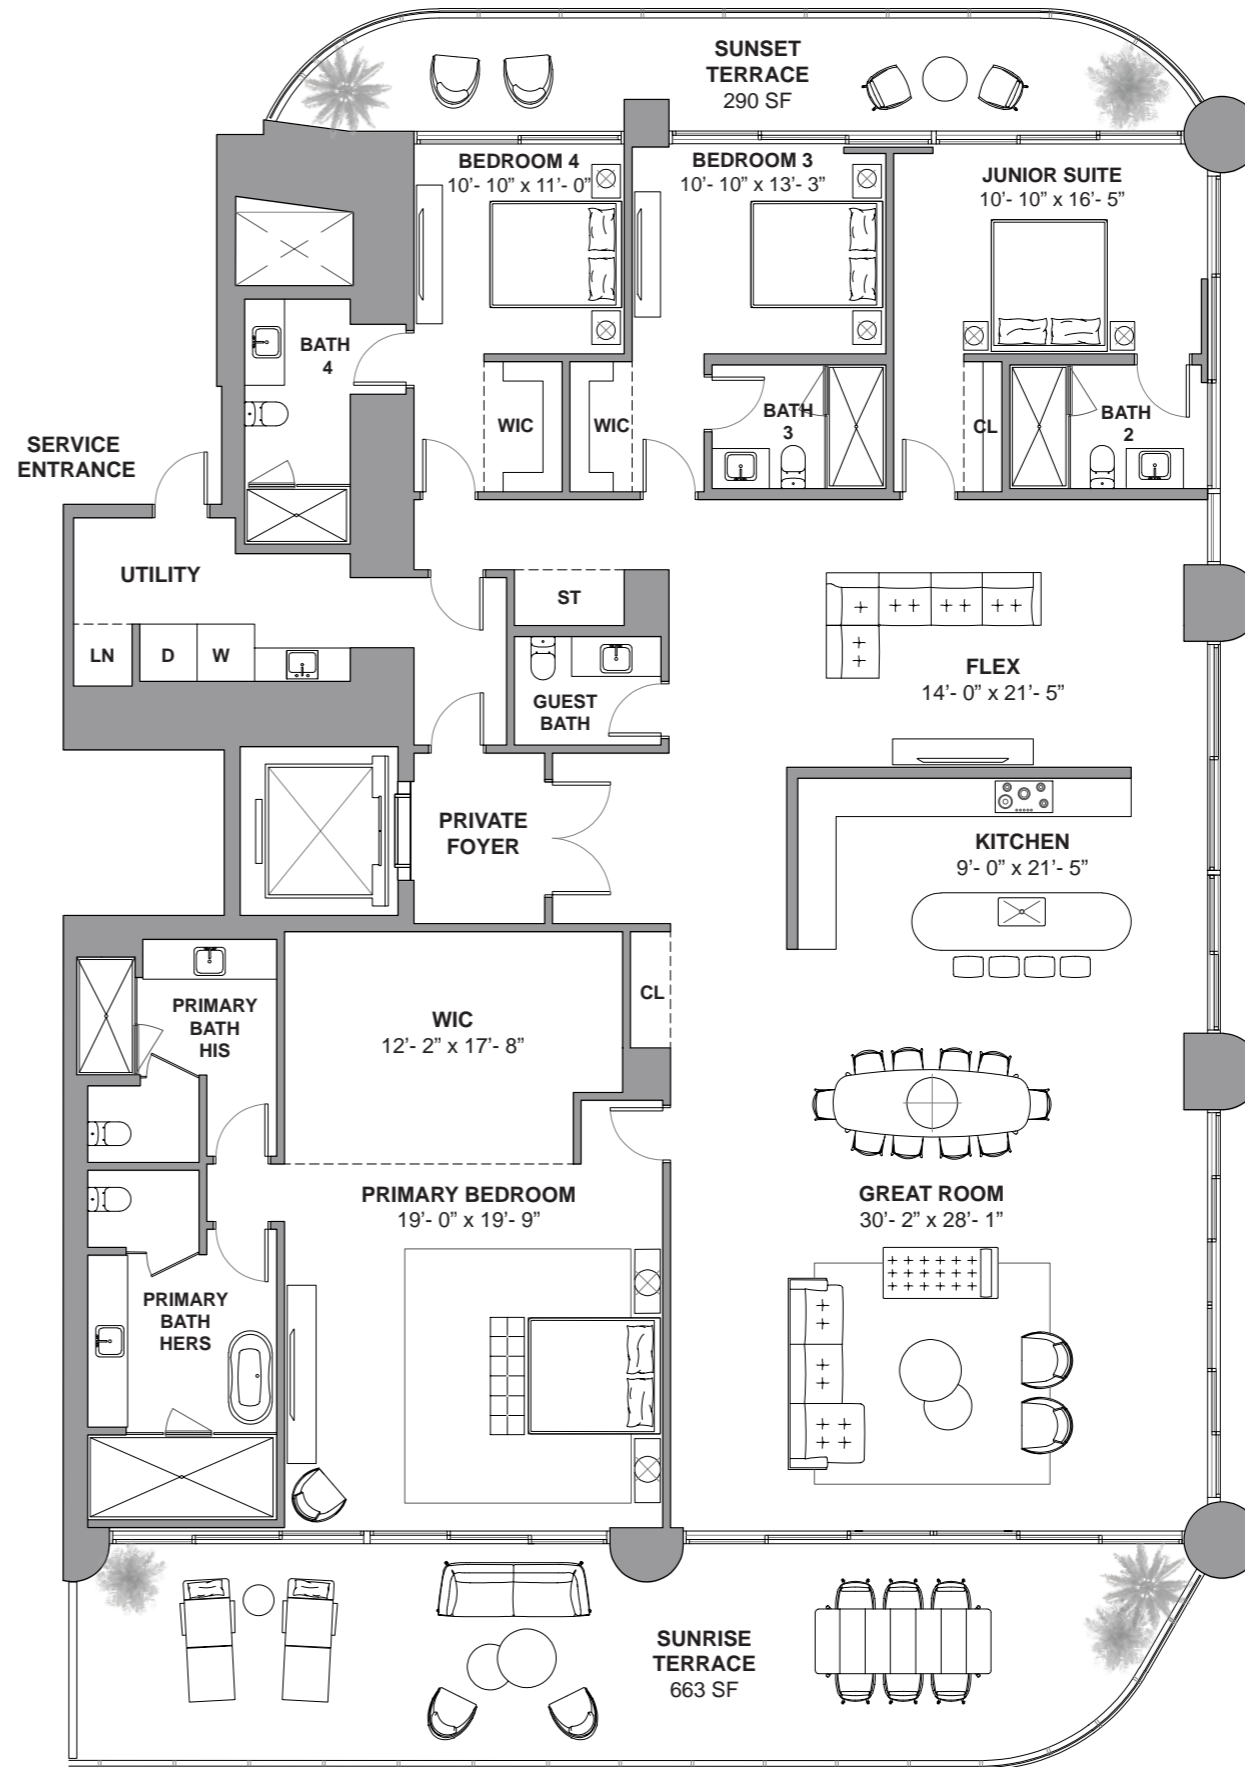 SUNSET
TERRACE
290 SF
BEDROOM 4
10’- 10” x 11’- 0”
BEDROOM 3
10’- 10” x 13’- 3”
JUNIOR SUITE
10’- 10” x 16’- 5”
BATH
4
WIC
WIC
BATH
3
CL
BATH
2
SERVICE
ENTRANCE
UTILITY
ST
LN
D
W
GUEST
BATH
FLEX
14’- 0” x 21’- 5”
PRIVATE
FOYER
KITCHEN
9’- 0” x 21’- 5”
PRIMARY
BATH
HIS
WIC
12’- 2” x 17’- 8”
CL
PRIMARY BEDROOM
19’- 0” x 19’- 9”
GREAT ROOM
30’- 2” x 28’- 1”
PRIMARY
BATH
HERS
SUNRISE
TERRACE
663 SF